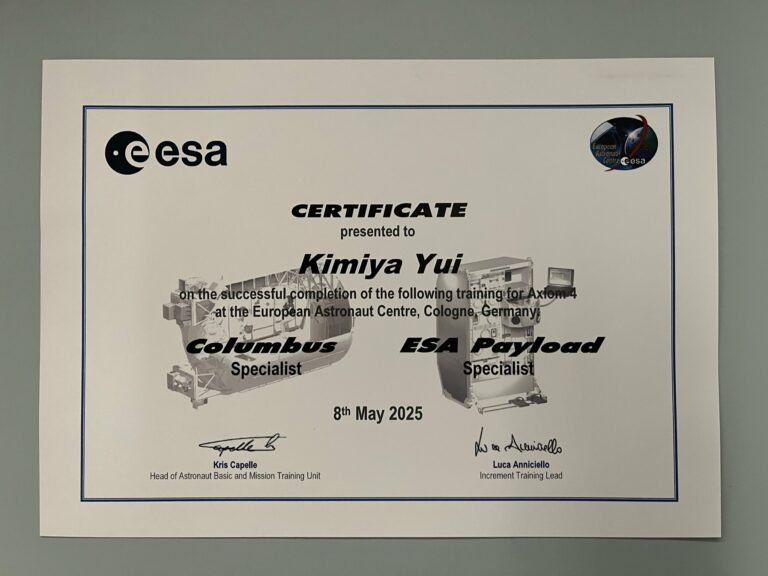 esa
European
Astronaut
Centre esa
CERTIFICATE
presented to
Kimiya Yui
on the successful completion of the following training for Axiom 4
at the European Astronaut Centre, Cologne, Germany:
Columbus ESA Payload
Specialist Specialist
8th May 2025
Kris Capelle Luca Anniciello
Head of Astronaut Basic and Mission Training Unit Increment Training Lead